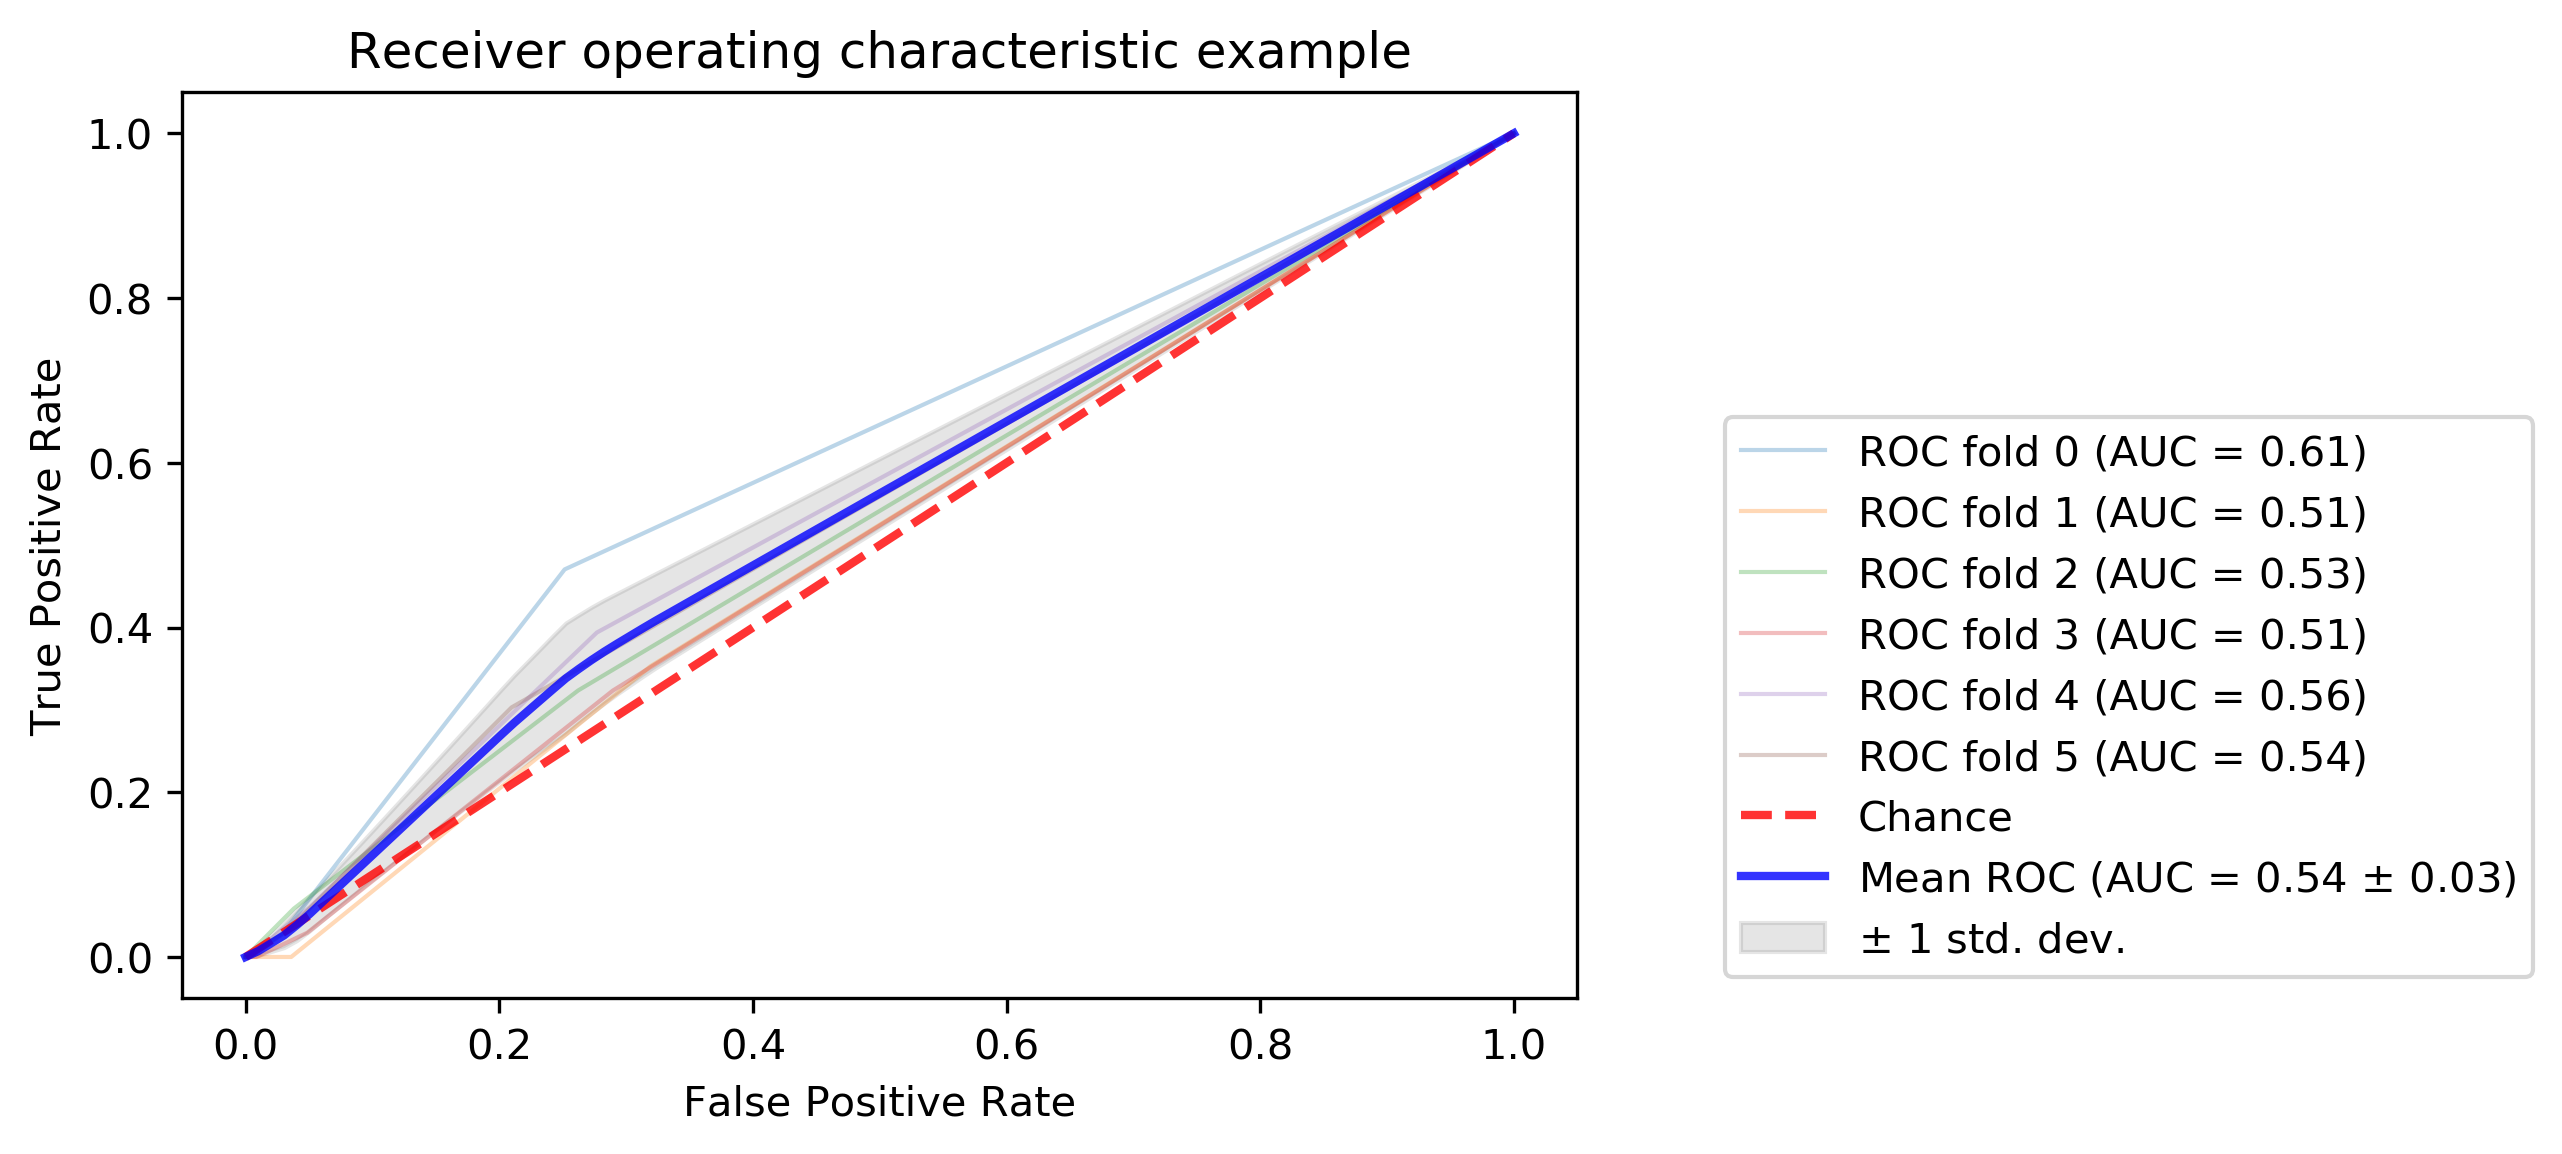 Receiver operating characteristic example
1.0
0.8
0.6
0.4
0.2
0.0
True Positive Rate
0.0 0.2 0.4 0.6 0.8 1.0
False Positive Rate
ROC fold 0 (AUC = 0.61)
ROC fold 1 (AUC = 0.51)
ROC fold 2 (AUC = 0.53)
ROC fold 3 (AUC = 0.51)
ROC fold 4 (AUC = 0.56)
ROC fold 5 (AUC = 0.54)
Chance
Mean ROC (AUC = 0.54 ± 0.03)
± 1 std. dev.